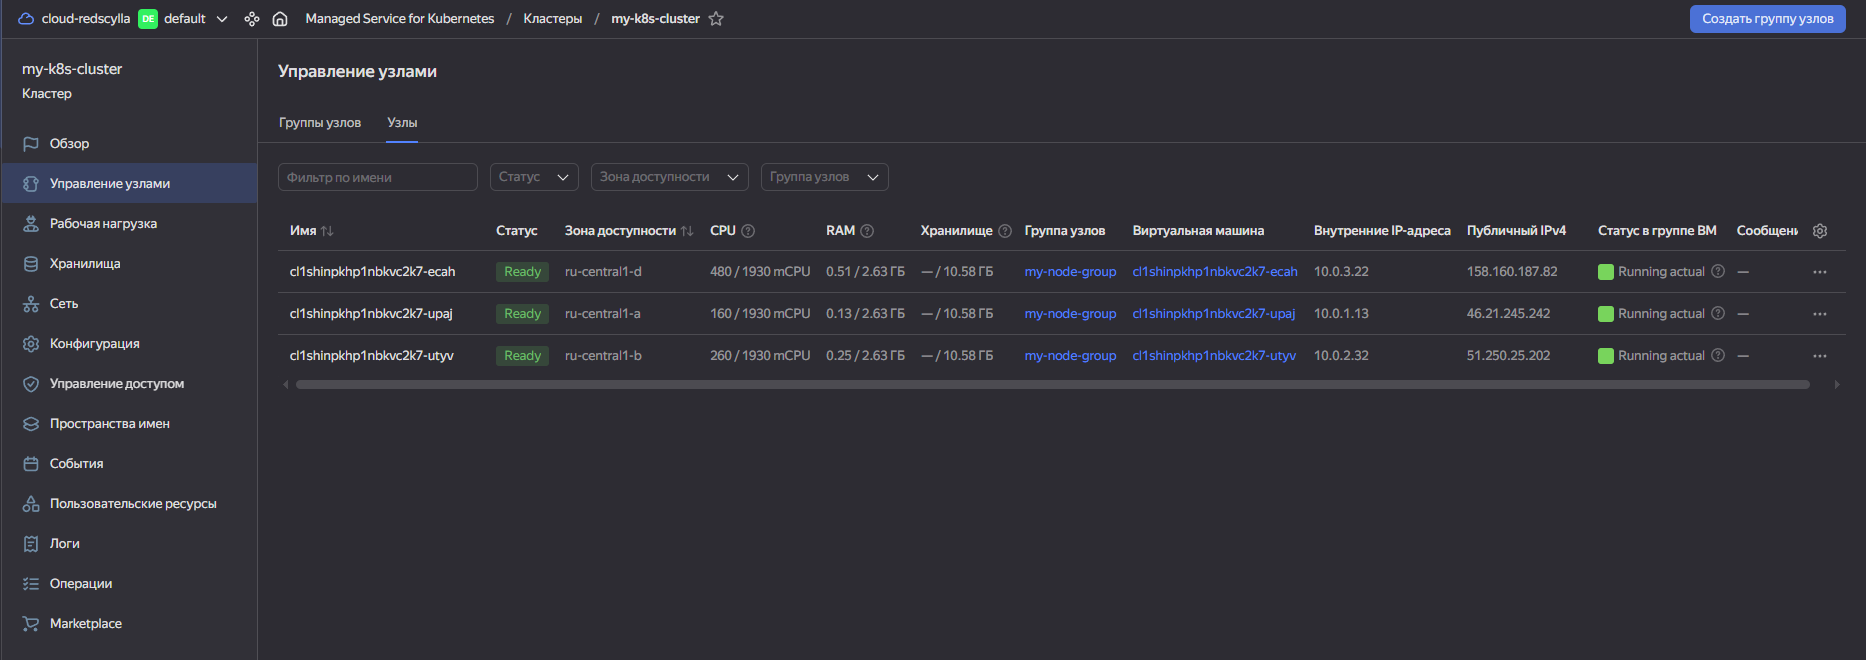 cloud-redscylla DE default Managed Service for Kubernetes / Кластеры / my-k8s-cluster Создать группу узлов
my-k8s-cluster
Кластер
Обзор
Управление узлами
Рабочая нагрузка
Хранилища
Сеть
Конфигурация
Управление доступом
Пространства имен
События
Пользовательские ресурсы
Логи
Операции
Marketplace
Управление узлами
Группы узлов Узлы
Фильтр по имени Статус Зона доступности Группа узлов
Имя Статус Зона доступности CPU RAM Хранилище Группа узлов Виртуальная машина Внутренние IP-адреса Публичный IPv4 Статус в группе ВМ Сообщени
cl1shinpkhp1nbkvc2k7-ecah Ready ru-central1-d 480 / 1930 mCPU 0.51 / 2.63 ГБ — / 10.58 ГБ my-node-group cl1shinpkhp1nbkvc2k7-ecah 10.0.3.22 158.160.187.82 Running actual —
cl1shinpkhp1nbkvc2k7-upaj Ready ru-central1-a 160 / 1930 mCPU 0.13 / 2.63 ГБ — / 10.58 ГБ my-node-group cl1shinpkhp1nbkvc2k7-upaj 10.0.1.13 46.21.245.242 Running actual —
cl1shinpkhp1nbkvc2k7-utyv Ready ru-central1-b 260 / 1930 mCPU 0.25 / 2.63 ГБ — / 10.58 ГБ my-node-group cl1shinpkhp1nbkvc2k7-utyv 10.0.2.32 51.250.25.202 Running actual —